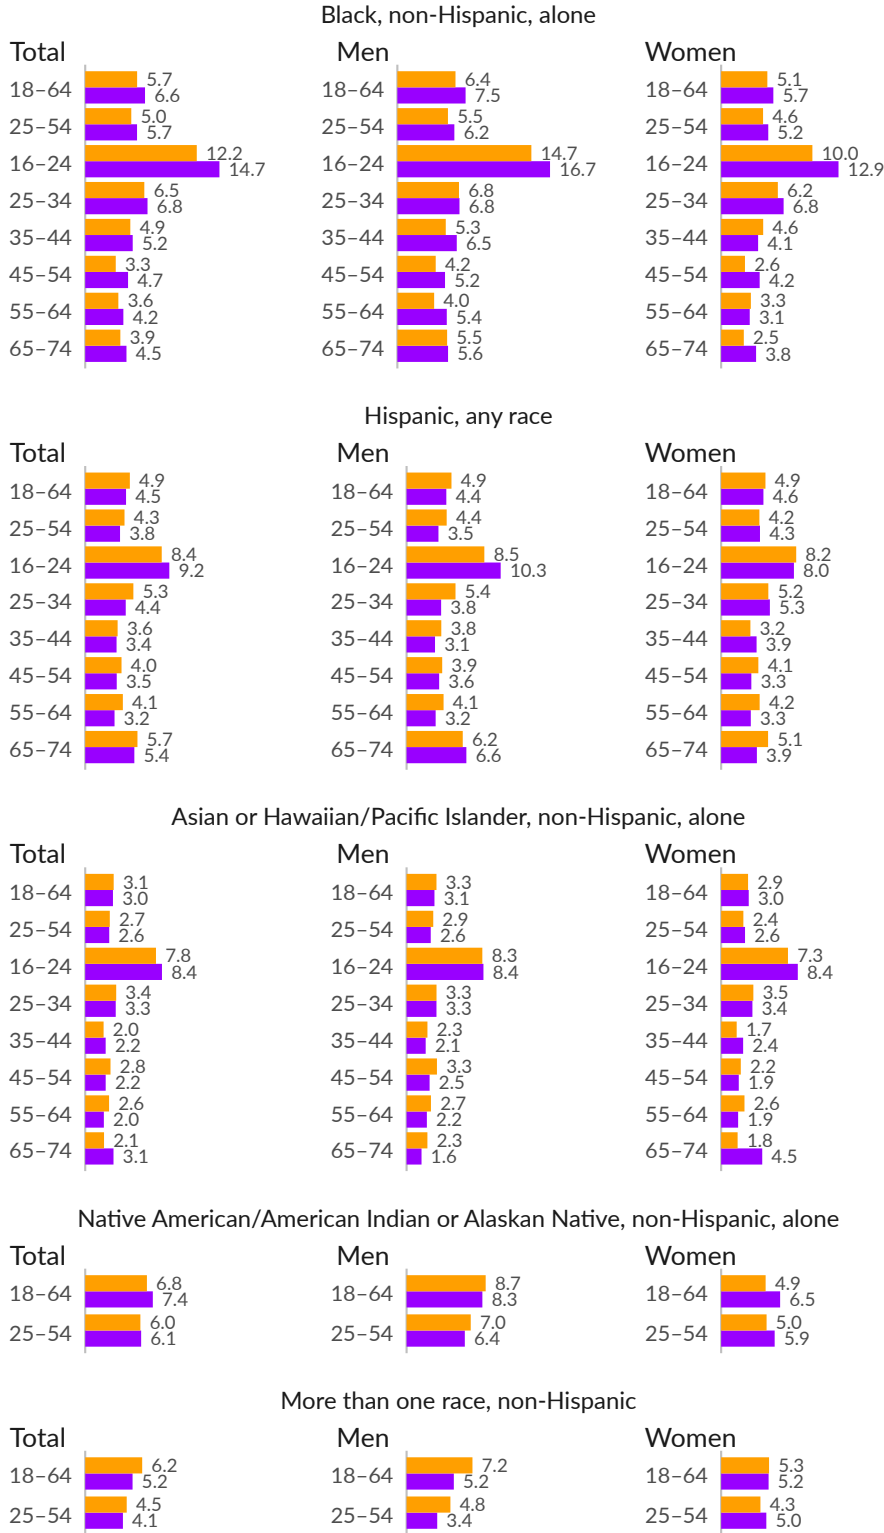 Black, non-Hispanic, alone
Total Men Women
18–64 5.7 6.6 18–64 6.4 7.5 18–64 5.1 5.7
25–54 5.0 5.7 25–54 5.5 6.2 25–54 4.6 5.2
16–24 12.2 14.7 16–24 14.7 16.7 16–24 10.0 12.9
25–34 6.5 6.8 25–34 6.8 6.8 25–34 6.2 6.8
35–44 4.9 5.2 35–44 5.3 6.5 35–44 4.6 4.1
45–54 3.3 4.7 45–54 4.2 5.2 45–54 2.6 4.2
55–64 3.6 4.2 55–64 4.0 5.4 55–64 3.3 3.1
65–74 3.9 4.5 65–74 5.5 5.6 65–74 2.5 3.8
Hispanic, any race
Total Men Women
18–64 4.9 4.5 18–64 4.9 4.4 18–64 4.9 4.6
25–54 4.3 3.8 25–54 4.4 3.5 25–54 4.2 4.3
16–24 8.4 9.2 16–24 8.5 10.3 16–24 8.2 8.0
25–34 5.3 4.4 25–34 5.4 3.8 25–34 5.2 5.3
35–44 3.6 3.4 35–44 3.8 3.1 35–44 3.2 3.9
45–54 4.0 3.5 45–54 3.9 3.6 45–54 4.1 3.3
55–64 4.1 3.2 55–64 4.1 3.2 55–64 4.2 3.3
65–74 5.7 5.4 65–74 6.2 6.6 65–74 5.1 3.9
Asian or Hawaiian/Pacific Islander, non-Hispanic, alone
Total Men Women
18–64 3.1 3.0 18–64 3.3 3.1 18–64 2.9 3.0
25–54 2.7 2.6 25–54 2.9 2.6 25–54 2.4 2.6
16–24 7.8 8.4 16–24 8.3 8.4 16–24 7.3 8.4
25–34 3.4 3.3 25–34 3.3 3.3 25–34 3.5 3.4
35–44 2.0 2.2 35–44 2.3 2.1 35–44 1.7 2.4
45–54 2.8 2.2 45–54 3.3 2.5 45–54 2.2 1.9
55–64 2.6 2.0 55–64 2.7 2.2 55–64 2.6 1.9
65–74 2.1 3.1 65–74 2.3 1.6 65–74 1.8 4.5
Native American/American Indian or Alaskan Native, non-Hispanic, alone
Total Men Women
18–64 6.8 7.4 18–64 8.7 8.3 18–64 4.9 6.5
25–54 6.0 6.1 25–54 7.0 6.4 25–54 5.0 5.9
More than one race, non-Hispanic
Total Men Women
18–64 6.2 5.2 18–64 7.2 5.2 18–64 5.3 5.2
25–54 4.5 4.1 25–54 4.8 3.4 25–54 4.3 5.0